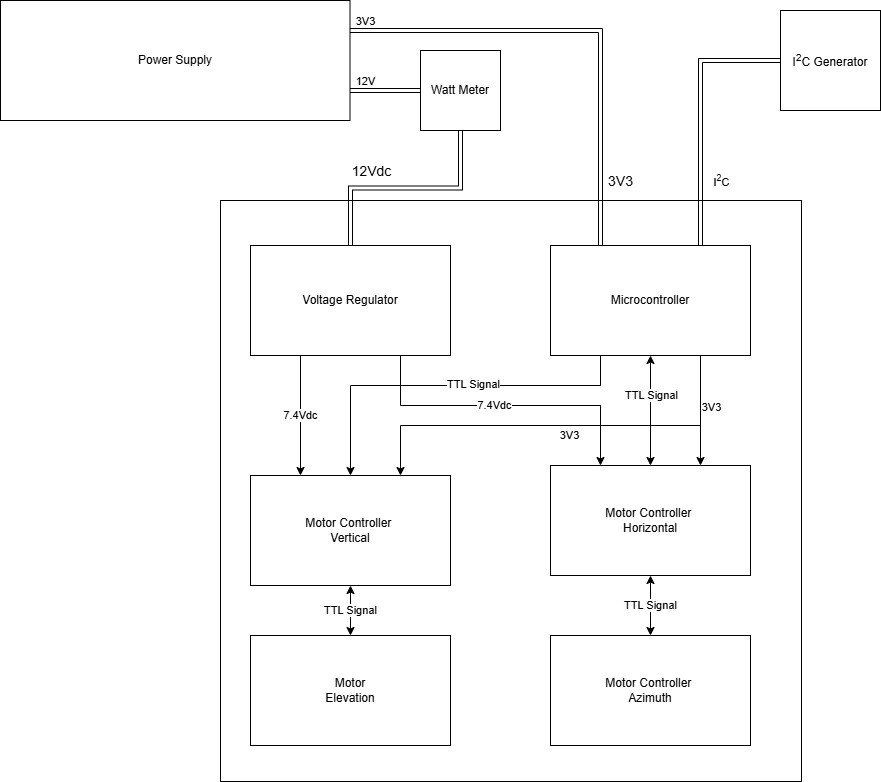 3V3
Power Supply
I²C Generator
12V
Watt Meter
12Vdc
3V3
I²C
Voltage Regulator
Microcontroller
TTL Signal
TTL Signal
7.4Vdc
3V3
7.4Vdc
3V3
Motor Controller
Vertical
Motor Controller
Horizontal
TTL Signal
TTL Signal
Motor
Elevation
Motor Controller
Azimuth